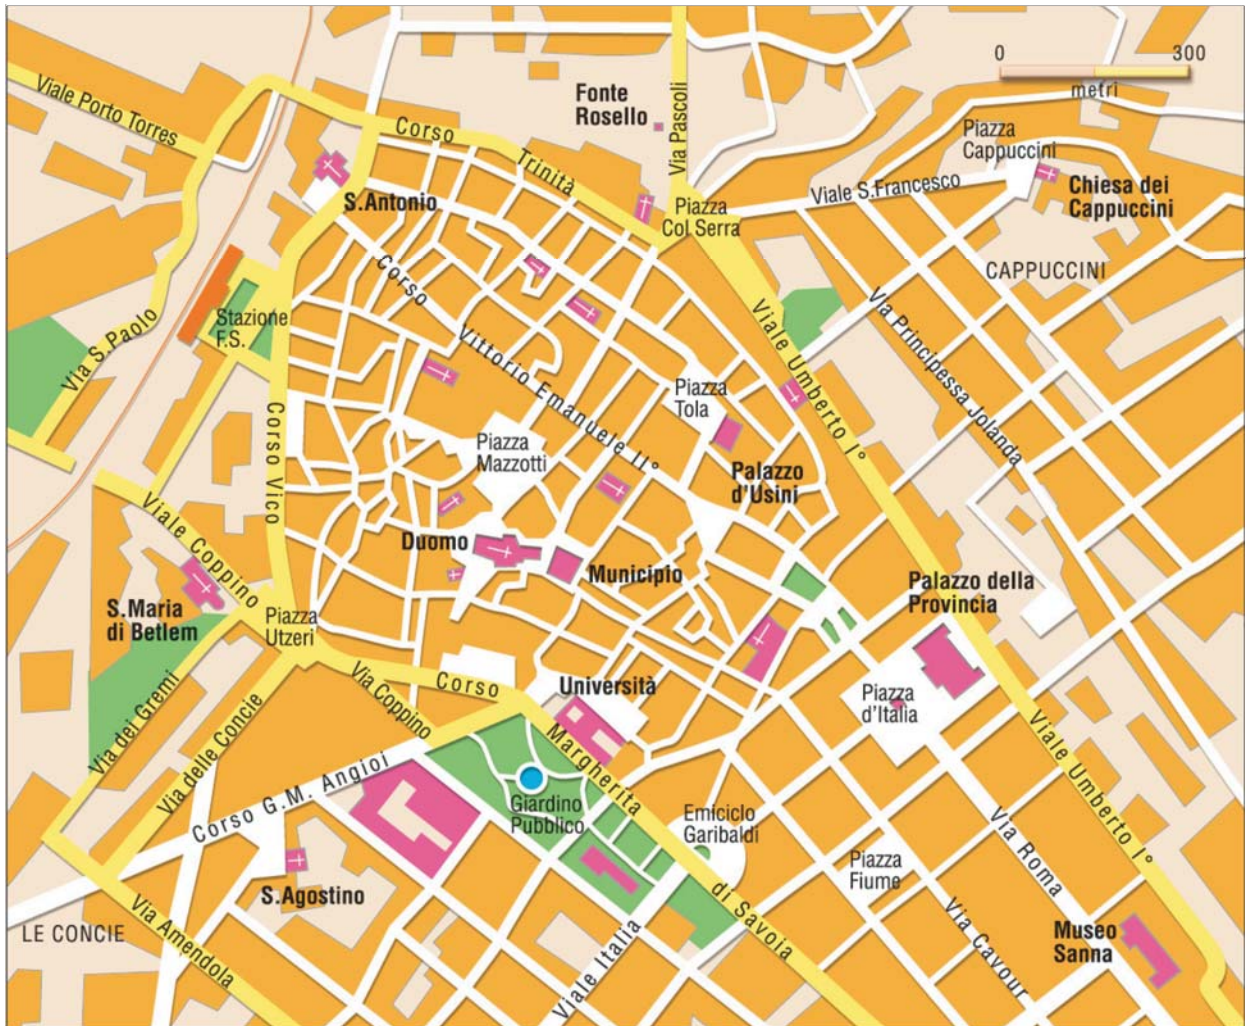 0 300
metri
Viale Porto Torres
Corso Trinità
Fonte
Rosello
Via Pascoli
Piazza
Cappuccini
Viale S.Francesco
Chiesa dei
Cappuccini
S.Antonio
Piazza
Col Serra
CAPPUCCINI
Via S.Paolo
Stazione
F.S.
Corso Vittorio Emanuele II°
Viale Umberto I°
Via Principessa Jolanda
Piazza
Tola
Corso Vico
Piazza
Mazzotti
Palazzo
d'Usini
Viale Coppino
Duomo
Municipio
Palazzo della
Provincia
S.Maria
di Betlem
Piazza
Utzeri
Via dei Gremi
Via delle Concie
Via Coppino
Corso Margherita di Savoia
Università
Piazza
d'Italia
Viale Umberto I°
Corso G.M. Angioi
Giardino
Pubblico
Emiciclo
Garibaldi
Piazza
Fiume
Via Roma
S.Agostino
Via Cavour
Museo
Sanna
LE CONCIE
Via Amendola
Viale Italia